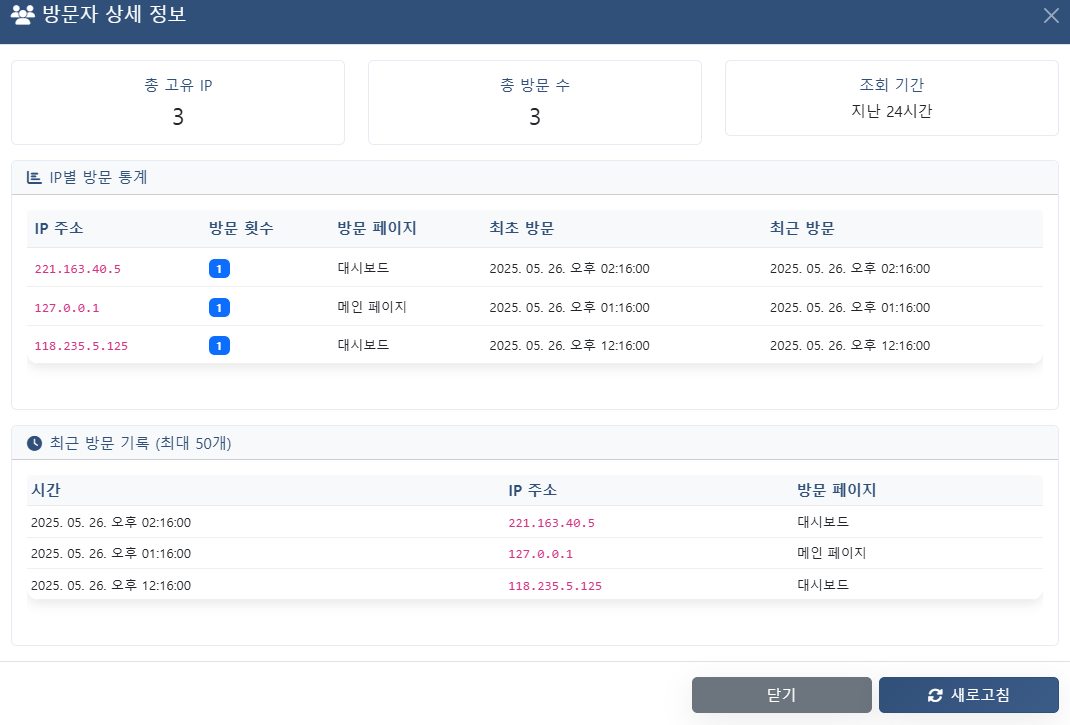 방문자 상세 정보
총 고유 IP
3
총 방문 수
3
조회 기간
지난 24시간
IP별 방문 통계
IP 주소 방문 횟수 방문 페이지 최초 방문 최근 방문
221.163.40.5 1 대시보드 2025. 05. 26. 오후 02:16:00 2025. 05. 26. 오후 02:16:00
127.0.0.1 1 메인 페이지 2025. 05. 26. 오후 01:16:00 2025. 05. 26. 오후 01:16:00
118.235.5.125 1 대시보드 2025. 05. 26. 오후 12:16:00 2025. 05. 26. 오후 12:16:00
최근 방문 기록 (최대 50개)
시간 IP 주소 방문 페이지
2025. 05. 26. 오후 02:16:00 221.163.40.5 대시보드
2025. 05. 26. 오후 01:16:00 127.0.0.1 메인 페이지
2025. 05. 26. 오후 12:16:00 118.235.5.125 대시보드
닫기 새로고침